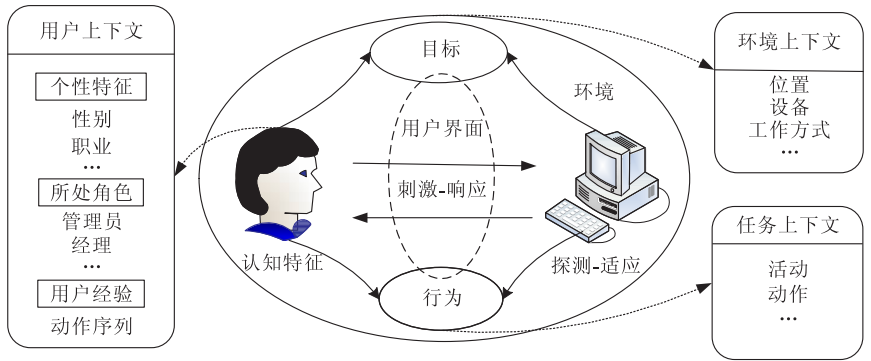 用户上下文
个性特征
性别
职业
…
所处角色
管理员
经理
…
用户经验
动作序列
目标
环境
用户界面
刺激-响应
认知特征
探测-适应
行为
环境上下文
位置
设备
工作方式
…
任务上下文
活动
动作
…